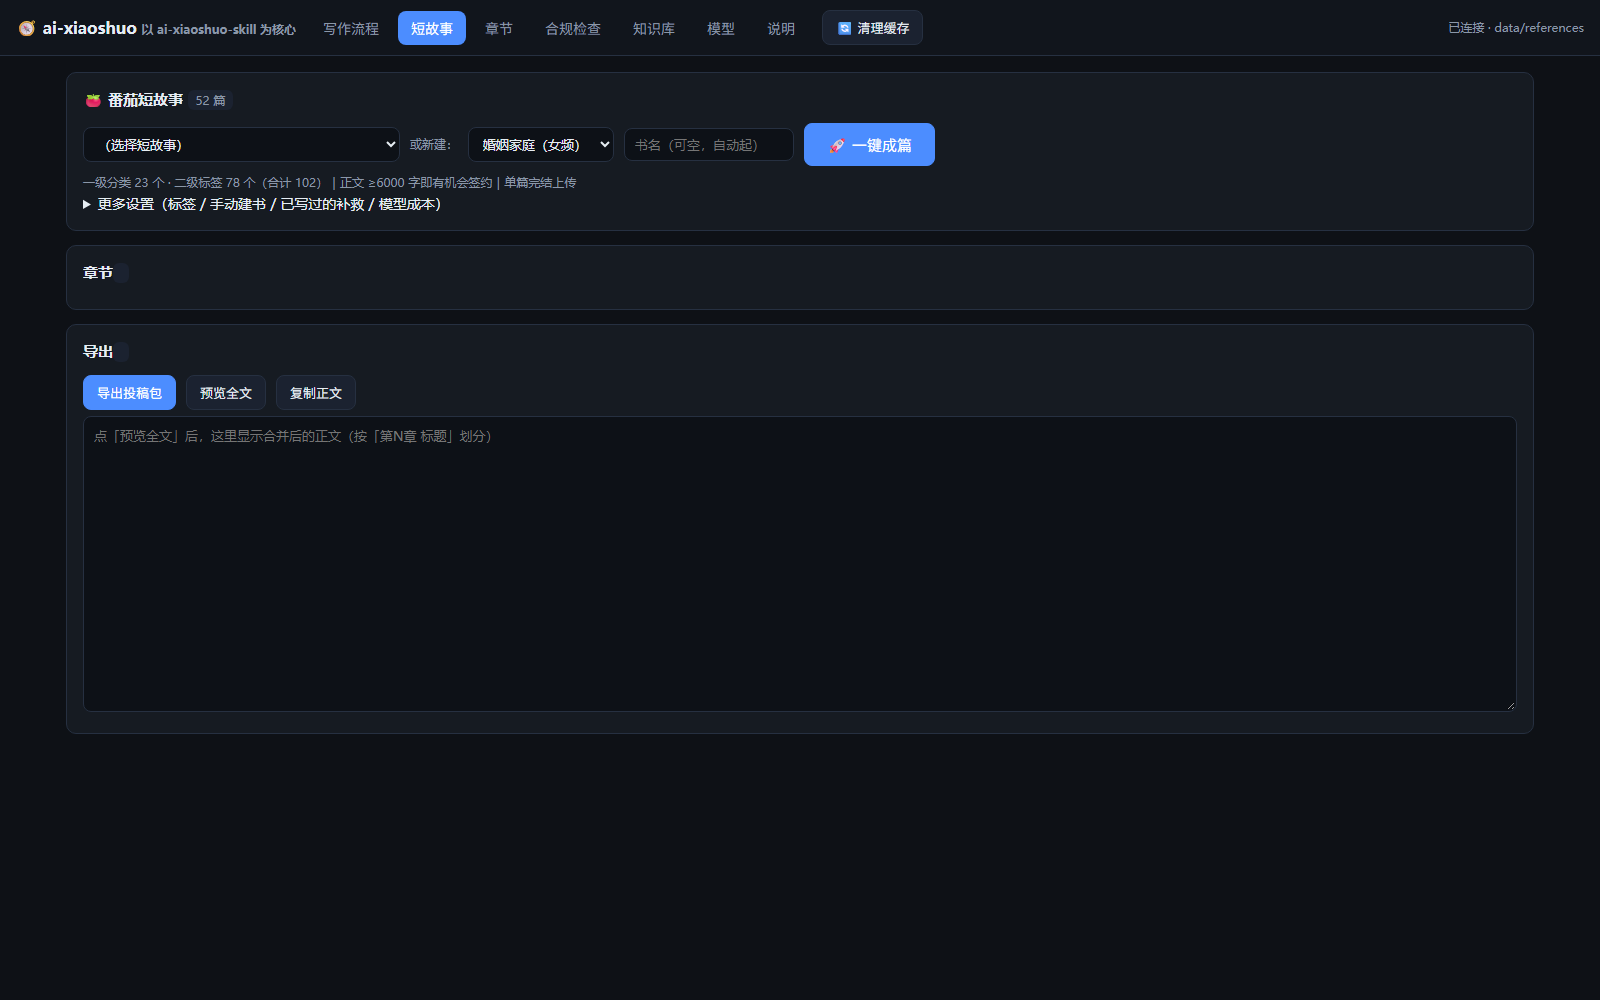 ai-xiaoshuo 以 ai-xiaoshuo-skill 为核心 写作流程 短故事 章节 合规检查 知识库 模型 说明 清理缓存 已连接 · data/references
番茄短故事 52 篇
(选择短故事) 或新建： 婚姻家庭（女频） 书名（可空，自动起） 一键成篇
一级分类 23 个 · 二级标签 78 个（合计 102） | 正文 ≥6000 字即有机会签约 | 单篇完结上传
更多设置（标签 / 手动建书 / 已写过的补救 / 模型成本）
章节
导出
导出投稿包 预览全文 复制正文
点「预览全文」后，这里显示合并后的正文（按「第N章 标题」划分）